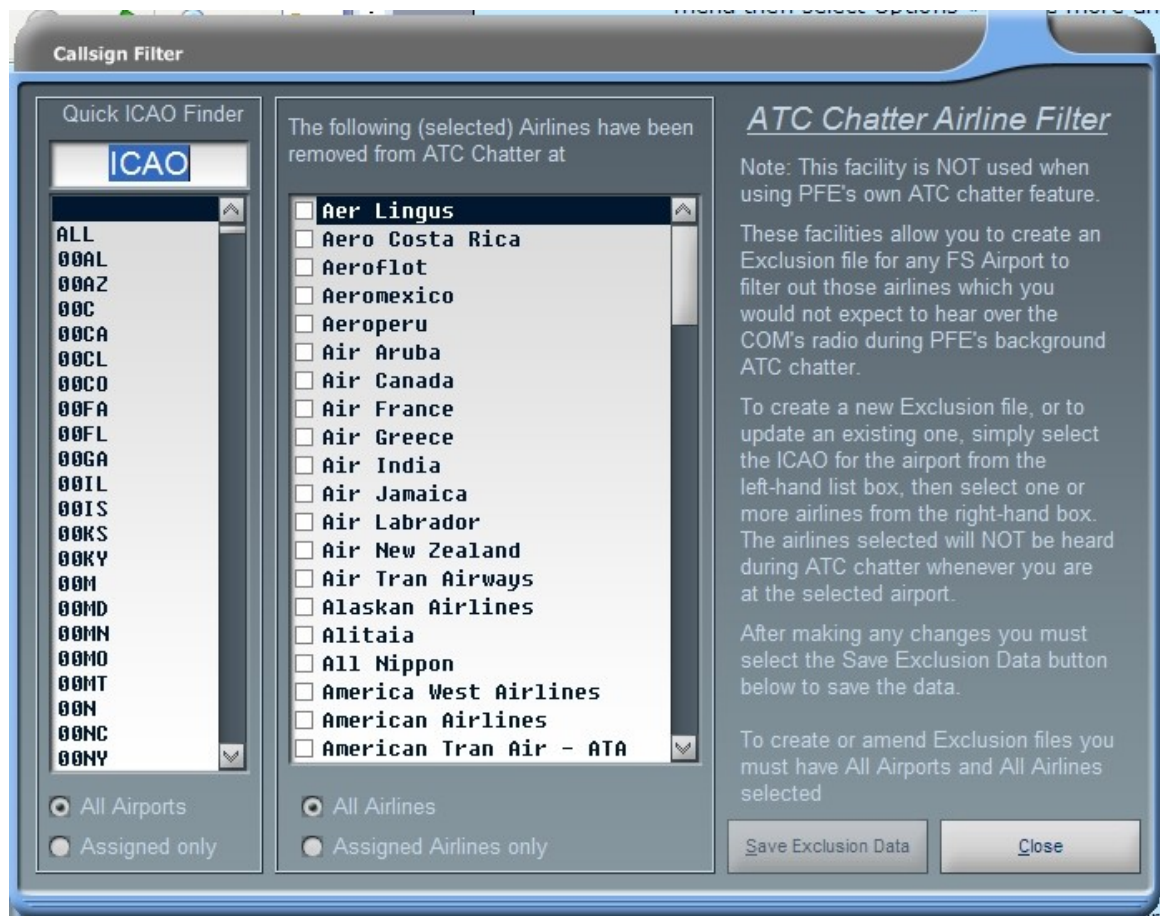 menu then select Options
Callsign Filter
Quick ICAO Finder
ICAO
ALL
00AL
00AZ
00C
00CA
00CL
00CO
00FA
00FL
00GA
00IL
00IS
00KS
00KY
00M
00MD
00MN
00MO
00MT
00N
00NC
00NY
All Airports
Assigned only
The following (selected) Airlines have been
removed from ATC Chatter at
Aer Lingus
Aero Costa Rica
Aeroflot
Aeromexico
Aeroperu
Air Aruba
Air Canada
Air France
Air Greece
Air India
Air Jamaica
Air Labrador
Air New Zealand
Air Tran Airways
Alaskan Airlines
Alitaia
All Nippon
America West Airlines
American Airlines
American Tran Air - ATA
All Airlines
Assigned Airlines only
ATC Chatter Airline Filter
Note: This facility is NOT used when
using PFE's own ATC chatter feature.
These facilities allow you to create an
Exclusion file for any FS Airport to
filter out those airlines which you
would not expect to hear over the
COM's radio during PFE's background
ATC chatter.
To create a new Exclusion file, or to
update an existing one, simply select
the ICAO for the airport from the
left-hand list box, then select one or
more airlines from the right-hand box.
The airlines selected will NOT be heard
during ATC chatter whenever you are
at the selected airport.
After making any changes you must
select the Save Exclusion Data button
below to save the data.
To create or amend Exclusion files you
must have All Airports and All Airlines
selected
Save Exclusion Data
Close